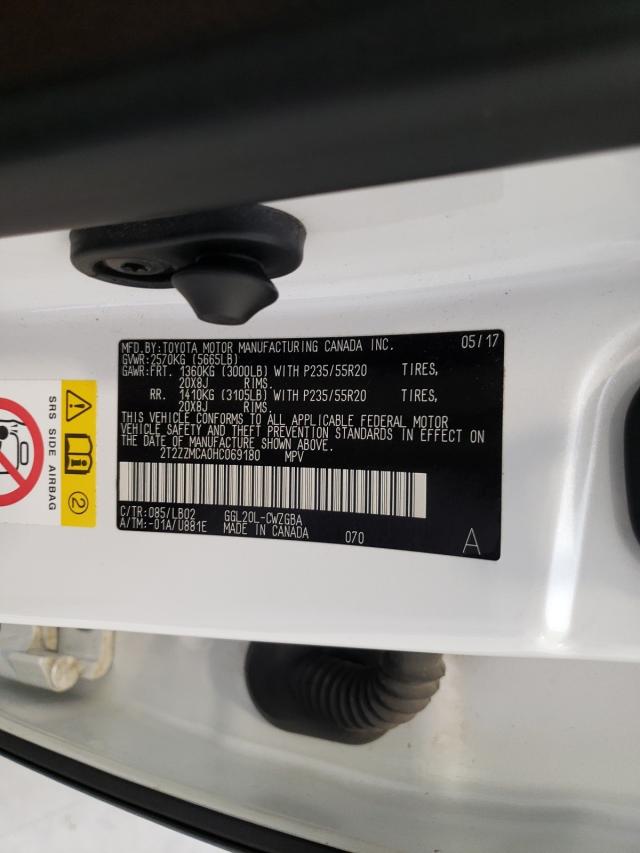 MFD.BY:TOYOTA MOTOR MANUFACTURING CANADA INC. 05/17
GVWR:2570KG (5665LB)
GAWR:FRT. 1360KG (3000LB) WITH P235/55R20 TIRES,
20X8J RIMS.
RR. 1410KG (3105LB) WITH P235/55R20 TIRES,
20X8J RIMS.
THIS VEHICLE CONFORMS TO ALL APPLICABLE FEDERAL MOTOR
VEHICLE SAFETY AND THEFT PREVENTION STANDARDS IN EFFECT ON
THE DATE OF MANUFACTURE SHOWN ABOVE.
2T2ZZMCA0HC069180 MPV
C/TR:085/LB02 GGL20L-CWZGBA
A/TM:-01A/U881E MADE IN CANADA 070 A
SRS SIDE AIRBAG
2